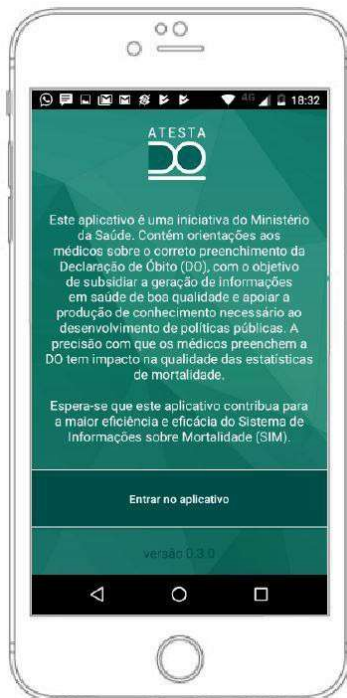 4G 18:32
ATESTA
DO
Este aplicativo é uma iniciativa do Ministério
da Saúde. Contém orientações aos
médicos sobre o correto preenchimento da
Declaração de Óbito (DO), com o objetivo
de subsidiar a geração de informações
em saúde de boa qualidade e apoiar a
produção de conhecimento necessário ao
desenvolvimento de políticas públicas. A
precisão com que os médicos preenchem a
DO tem impacto na qualidade das estatísticas
de mortalidade.
Espera-se que este aplicativo contribua para
a maior eficiência e eficácia do Sistema de
Informações sobre Mortalidade (SIM).
Entrar no aplicativo
versão 0.3.0